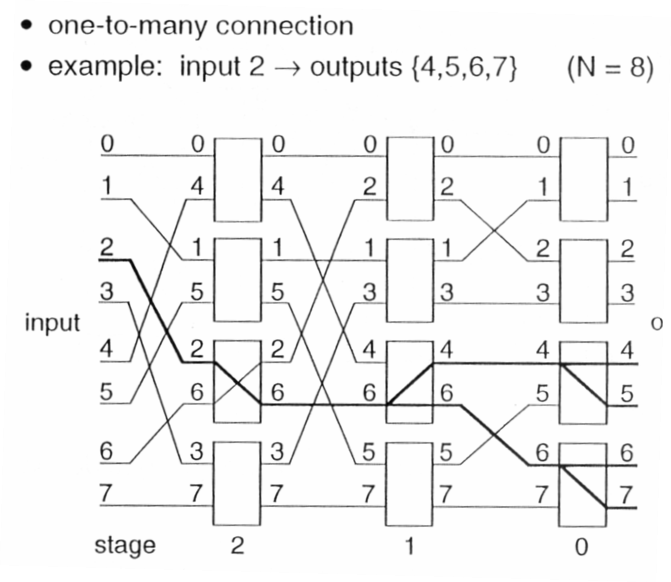 • one-to-many connection
• example: input 2 → outputs {4,5,6,7} (N = 8)
0 0 0 0 0 0 0
1 4 4 2 2 1 1
2 1 1 1 1 2 2
3 5 5 3 3 3 3
input o
4 2 2 4 4 4 4
5 6 6 6 6 5 5
6 3 3 5 5 6 6
7 7 7 7 7 7 7
stage 2 1 0